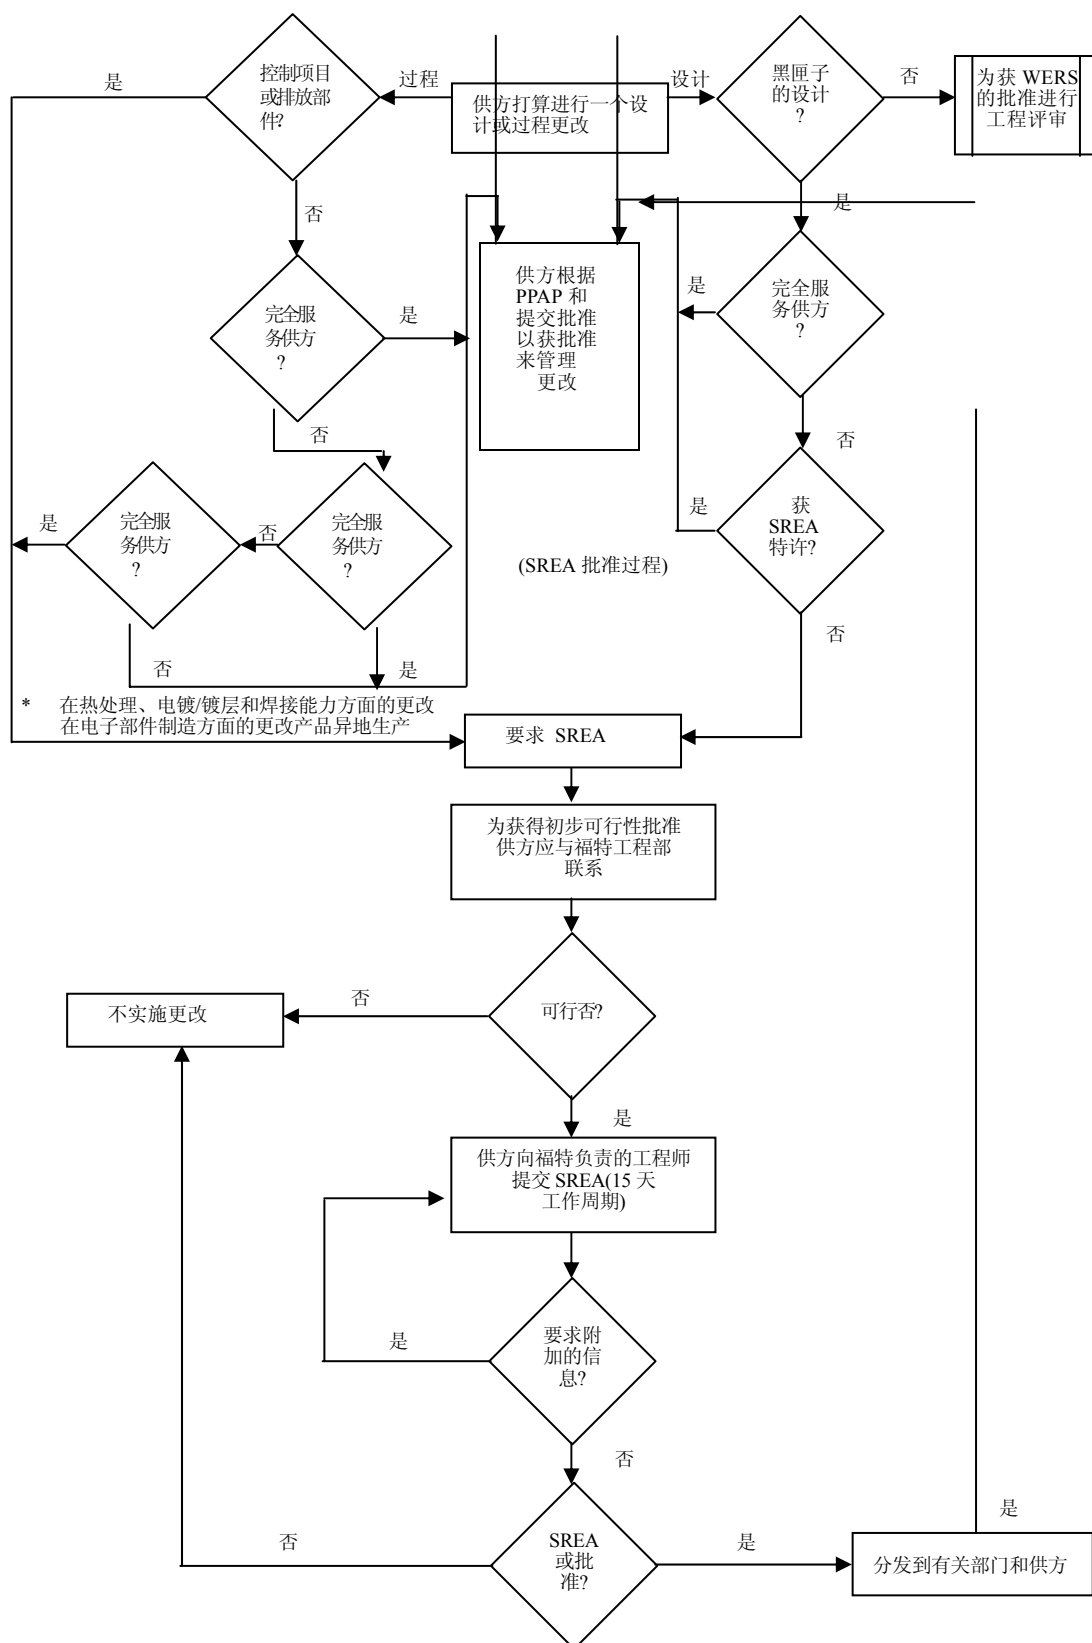 控制项目
或排放部
件?
是
过程
供方打算进行一个设
计或过程更改
设计
黑匣子
的设计
?
否
为获 WERS
的批准进行
工程评审
否
是
供方根据
PPAP 和
提交批准
以获批准
来管理
更改
完全服
务供方
?
是
完全服
务供方
?
是
否
否
完全服
务供方
?
是
否
完全服
务供方
?
获
SREA
特许?
是
(SREA 批准过程)
否
否
是
* 在热处理、电镀/镀层和焊接能力方面的更改
在电子部件制造方面的更改产品异地生产
要求 SREA
为获得初步可行性批准
供方应与福特工程部
联系
可行否?
否
不实施更改
是
供方向福特负责的工程师
提交 SREA(15 天
工作周期)
要求附
加的信
息?
是
否
SREA
或批
准?
否
是
是
分发到有关部门和供方